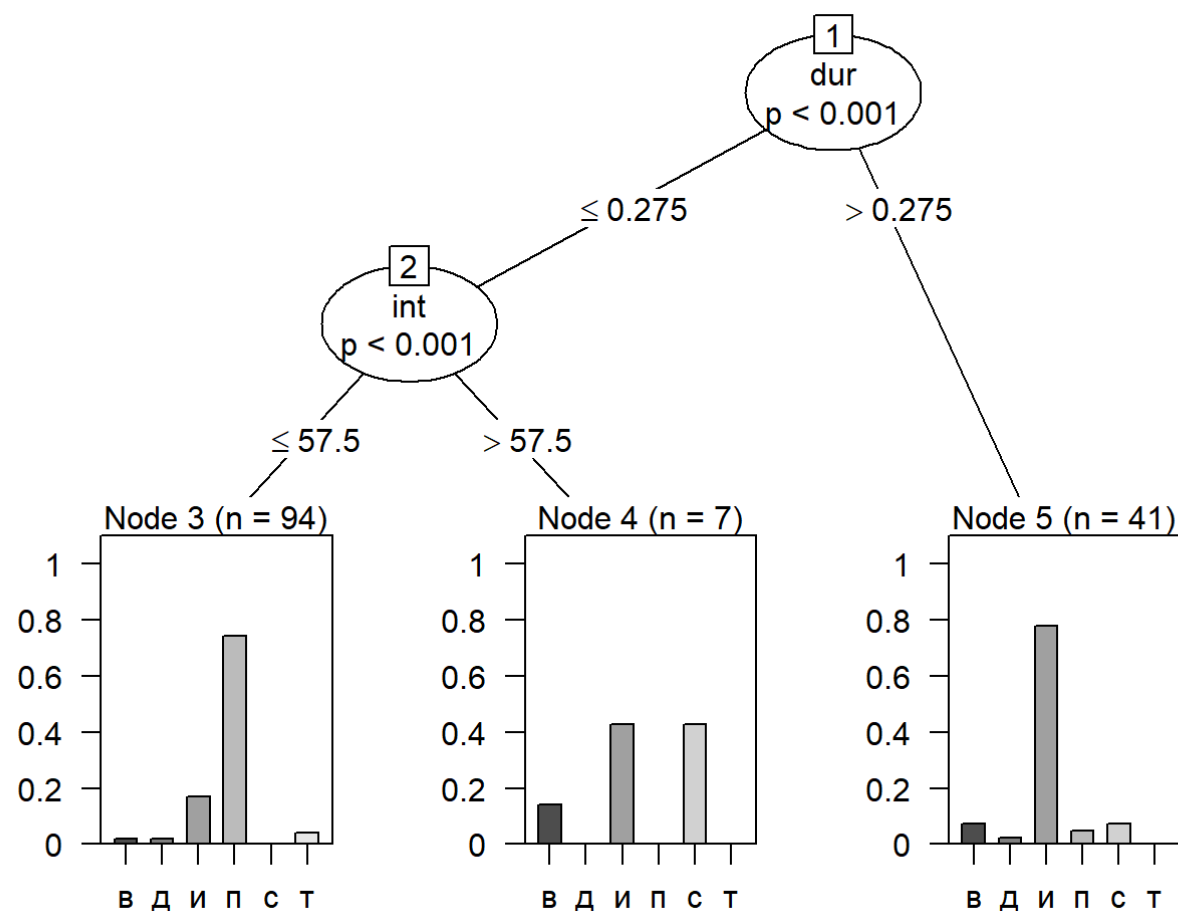 1
dur
p < 0.001
≤ 0.275
> 0.275
2
int
p < 0.001
≤ 57.5
> 57.5
Node 3 (n = 94)
1
0.8
0.6
0.4
0.2
0
в д и п с т
Node 4 (n = 7)
1
0.8
0.6
0.4
0.2
0
в д и п с т
Node 5 (n = 41)
1
0.8
0.6
0.4
0.2
0
в д и п с т